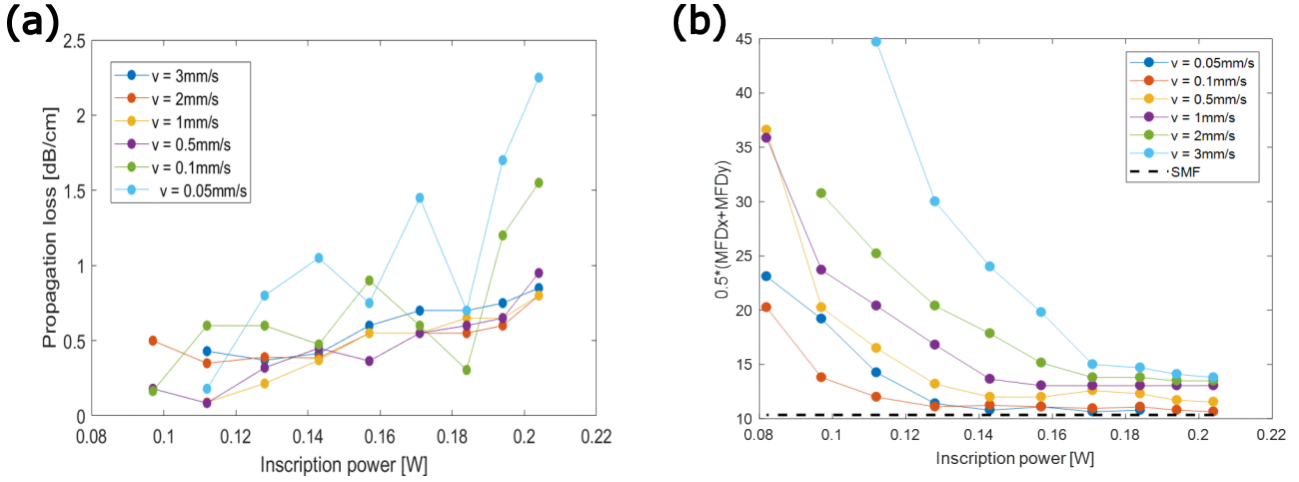 (a)
2.5
2
1.5
1
0.5
0
Propagation loss [dB/cm]
v = 3mm/s
v = 2mm/s
v = 1mm/s
v = 0.5mm/s
v = 0.1mm/s
v = 0.05mm/s
0.08 0.1 0.12 0.14 0.16 0.18 0.2 0.22
Inscription power [W]
(b)
45
40
35
30
25
20
15
10
0.5*(MFDx+MFDy)
v = 0.05mm/s
v = 0.1mm/s
v = 0.5mm/s
v = 1mm/s
v = 2mm/s
v = 3mm/s
SMF
0.08 0.1 0.12 0.14 0.16 0.18 0.2 0.22
Inscription power [W]